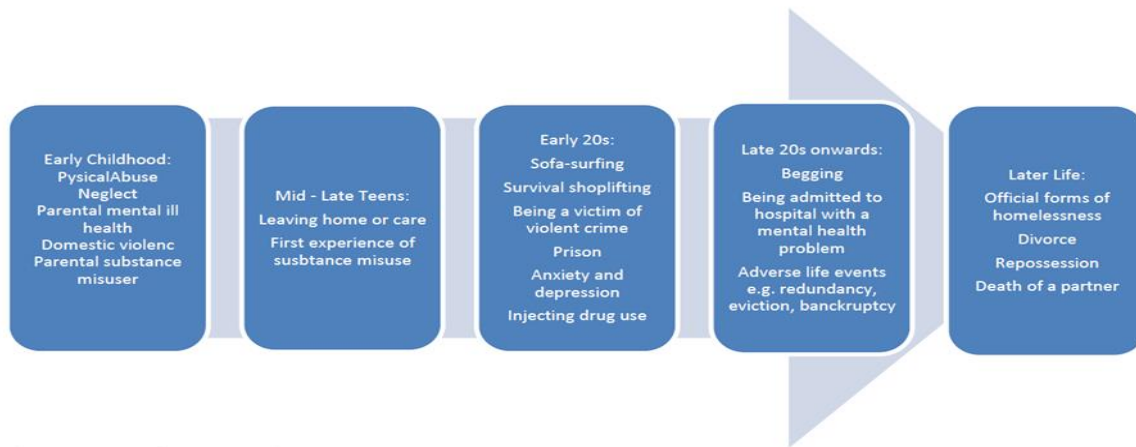 Early Childhood:
PysicalAbuse
Neglect
Parental mental ill
health
Domestic violenc
Parental substance
misuser
Mid - Late Teens:
Leaving home or care
First experience of
susbtance misuse
Early 20s:
Sofa-surfing
Survival shoplifting
Being a victim of
violent crime
Prison
Anxiety and
depression
Injecting drug use
Late 20s onwards:
Begging
Being admitted to
hospital with a
mental health
problem
Adverse life events
e.g. redundancy,
eviction, banckruptcy
Later Life:
Official forms of
homelessness
Divorce
Repossession
Death of a partner